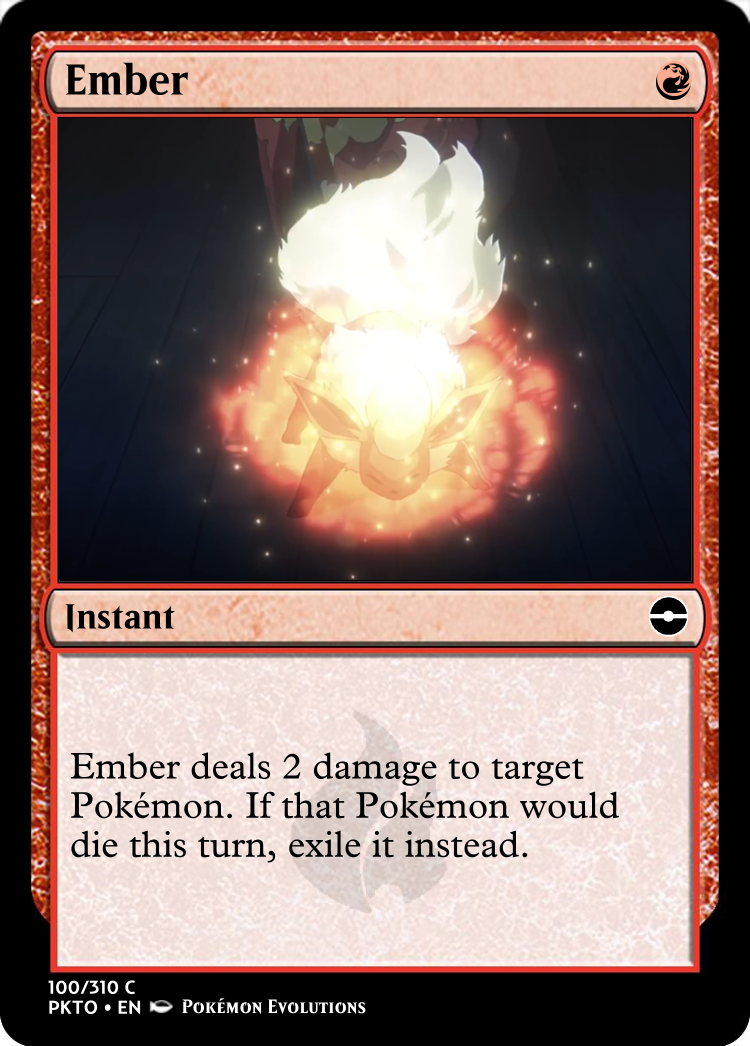 Ember
Instant
Ember deals 2 damage to target
Pokémon. If that Pokémon would
die this turn, exile it instead.
100/310 C
PKTO • EN Pokémon Evolutions